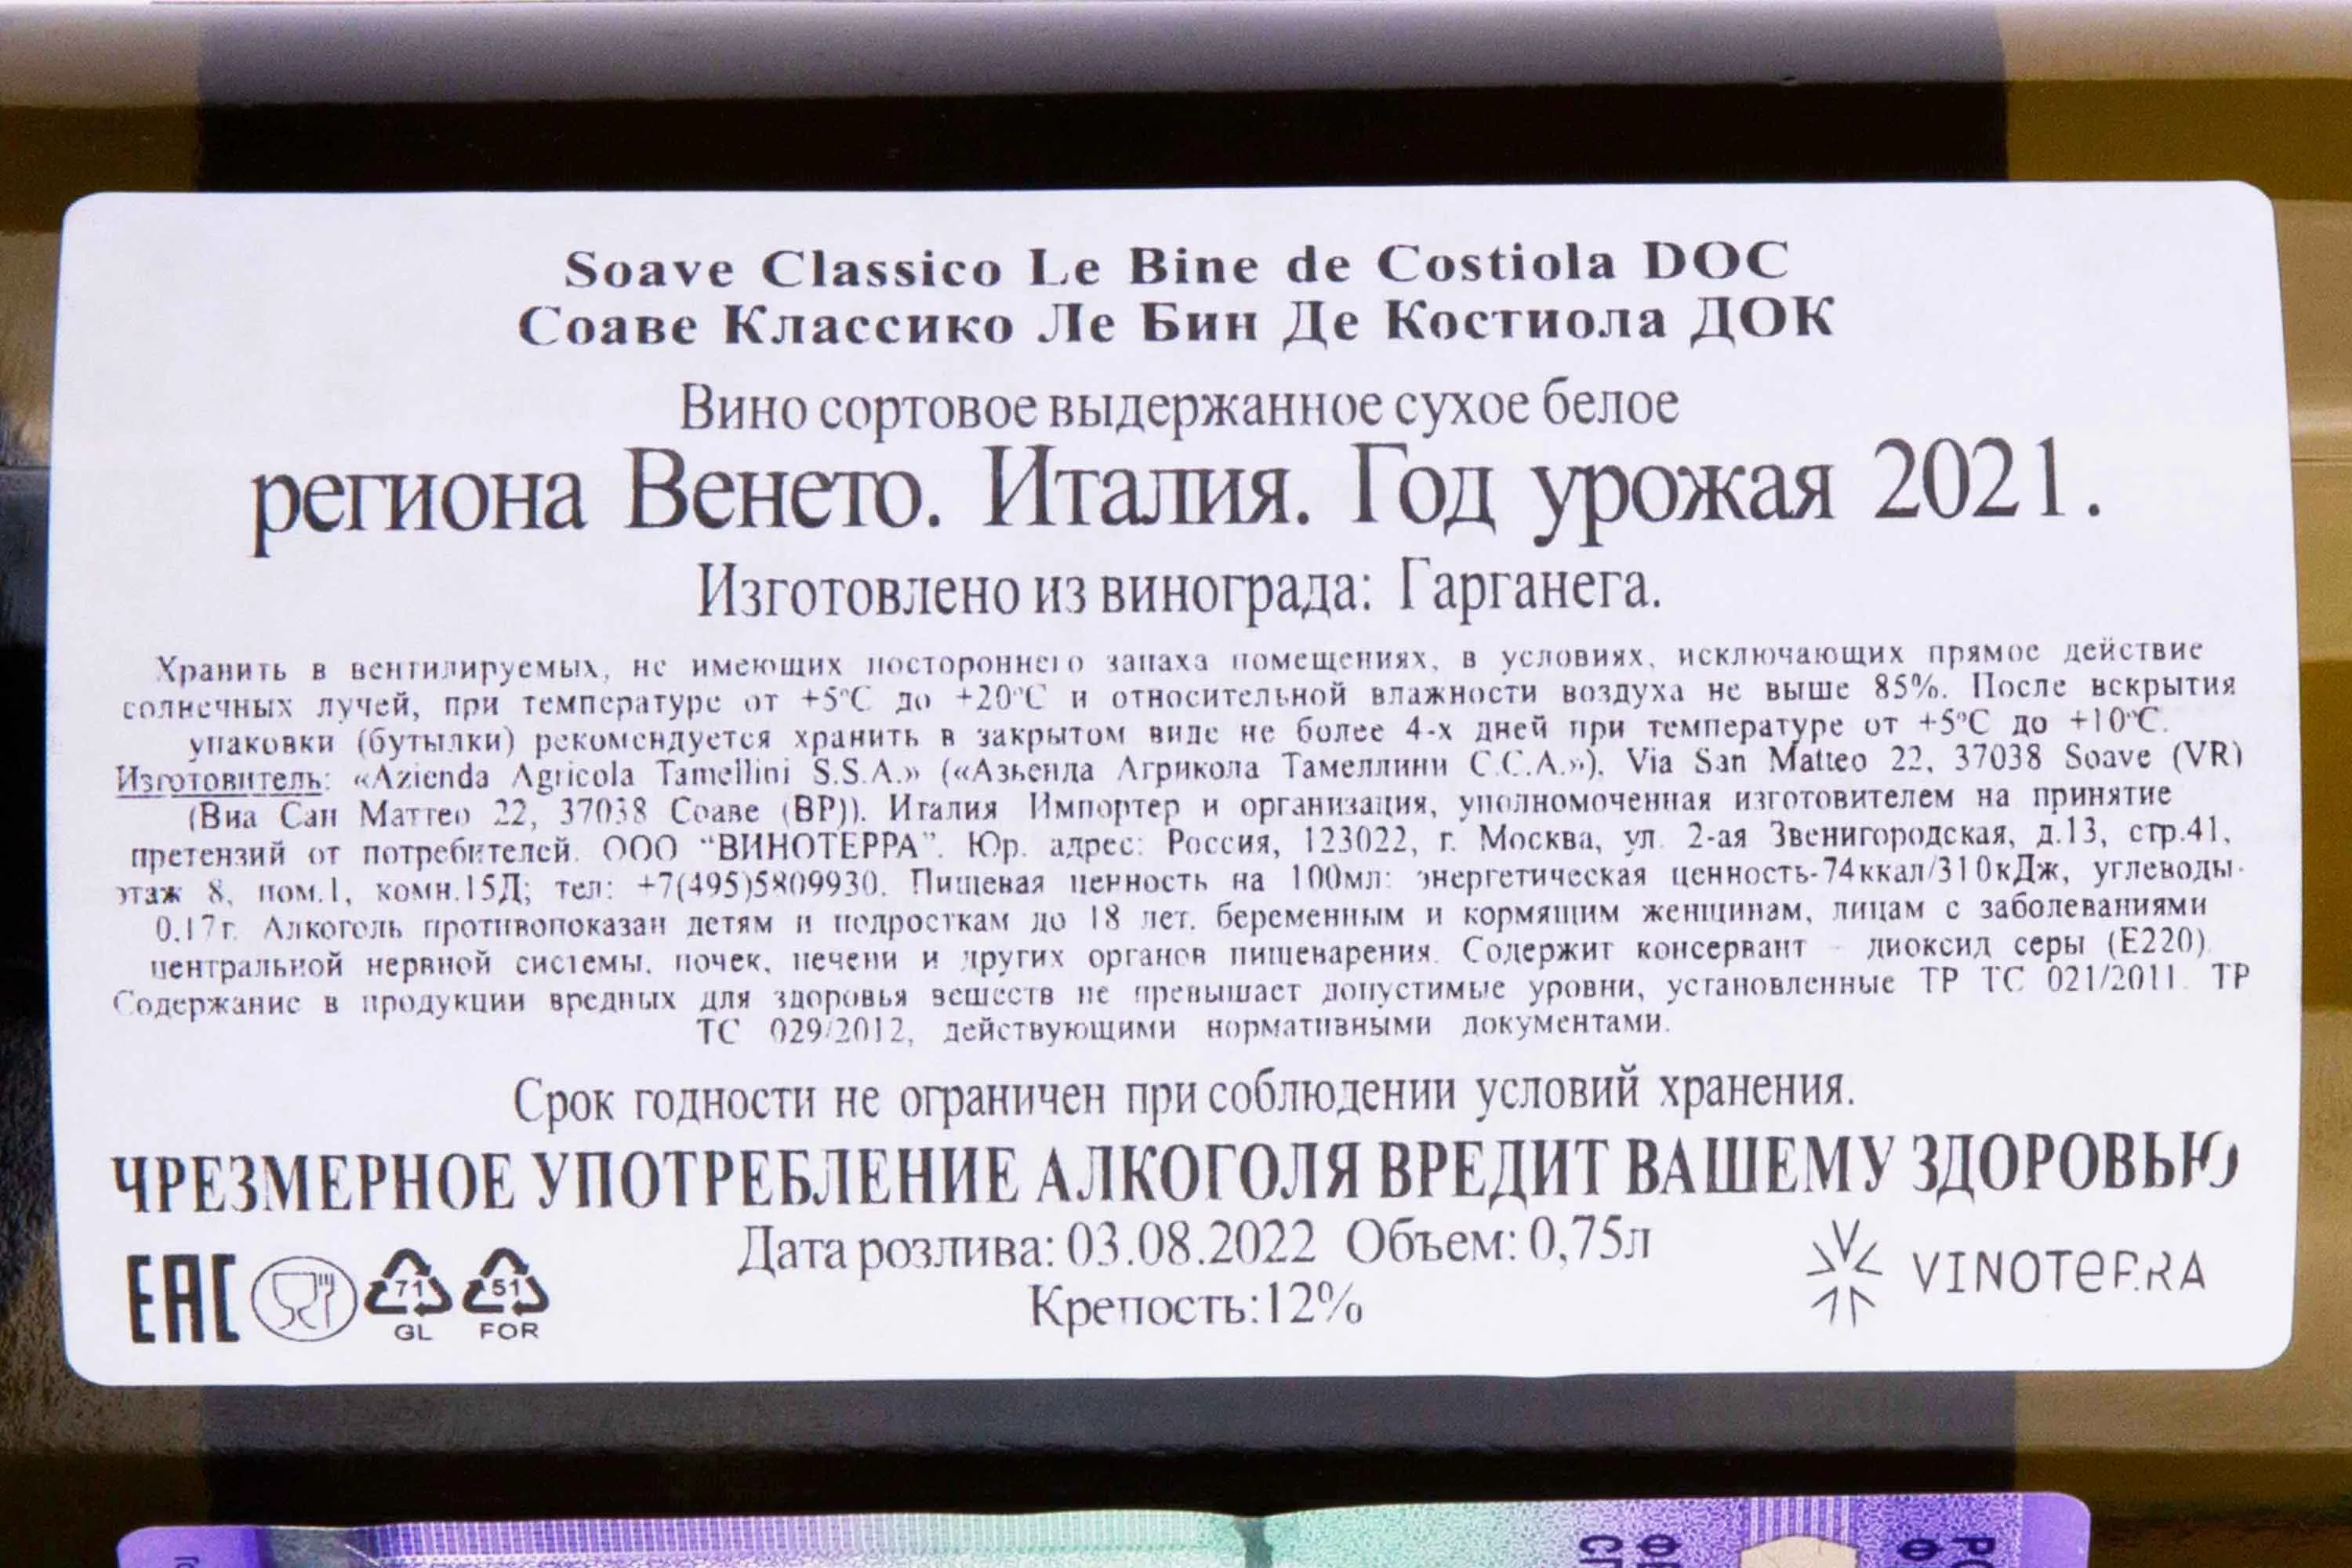 Soave Classico Le Bine de Costiola DOC
Соаве Классико Ле Бин Де Костиола ДОК
Вино сортовое выдержанное сухое белое
региона Венето. Италия. Год урожая 2021.
Изготовлено из винограда: Гарганега.
Хранить в вентилируемых, не имеющих постороннего запаха помещениях, в условиях, исключающих прямое действие
солнечных лучей, при температуре от +5°С до +20°С и относительной влажности воздуха не выше 85%. После вскрытия
упаковки (бутылки) рекомендуется хранить в закрытом виде не более 4-х дней при температуре от +5°С до +10°С.
Изготовитель: «Azienda Agricola Tamellini S.S.A.» («Азьенда Агрикола Тамеллини С.С.А.»), Via San Matteo 22, 37038 Soave (VR)
(Виа Сан Маттео 22, 37038 Соаве (ВР)). Италия Импортер и организация, уполномоченная изготовителем на принятие
претензий от потребителей. ООО “ВИНОТЕРРА”. Юр. адрес: Россия, 123022, г. Москва, ул. 2-ая Звенигородская, д.13, стр.41,
этаж 8, пом.1, комн.15Д; тел: +7(495)5809930. Пищевая ценность на 100мл: энергетическая ценность-74ккал/310кДж, углеводы-
0,17г. Алкоголь противопоказан детям и подросткам до 18 лет, беременным и кормящим женщинам, лицам с заболеваниями
центральной нервной системы, почек, печени и других органов пищеварения. Содержит консервант – диоксид серы (Е220).
Содержание в продукции вредных для здоровья веществ не превышает допустимые уровни, установленные ТР ТС 021/2011. ТР
ТС 029/2012, действующими нормативными документами.
Срок годности не ограничен при соблюдении условий хранения.
ЧРЕЗМЕРНОЕ УПОТРЕБЛЕНИЕ АЛКОГОЛЯ ВРЕДИТ ВАШЕМУ ЗДОРОВЬЮ
Дата розлива: 03.08.2022 Объем: 0,75л
Крепость:12%
EAC
71
GL
51
FOR
VINOTERRA